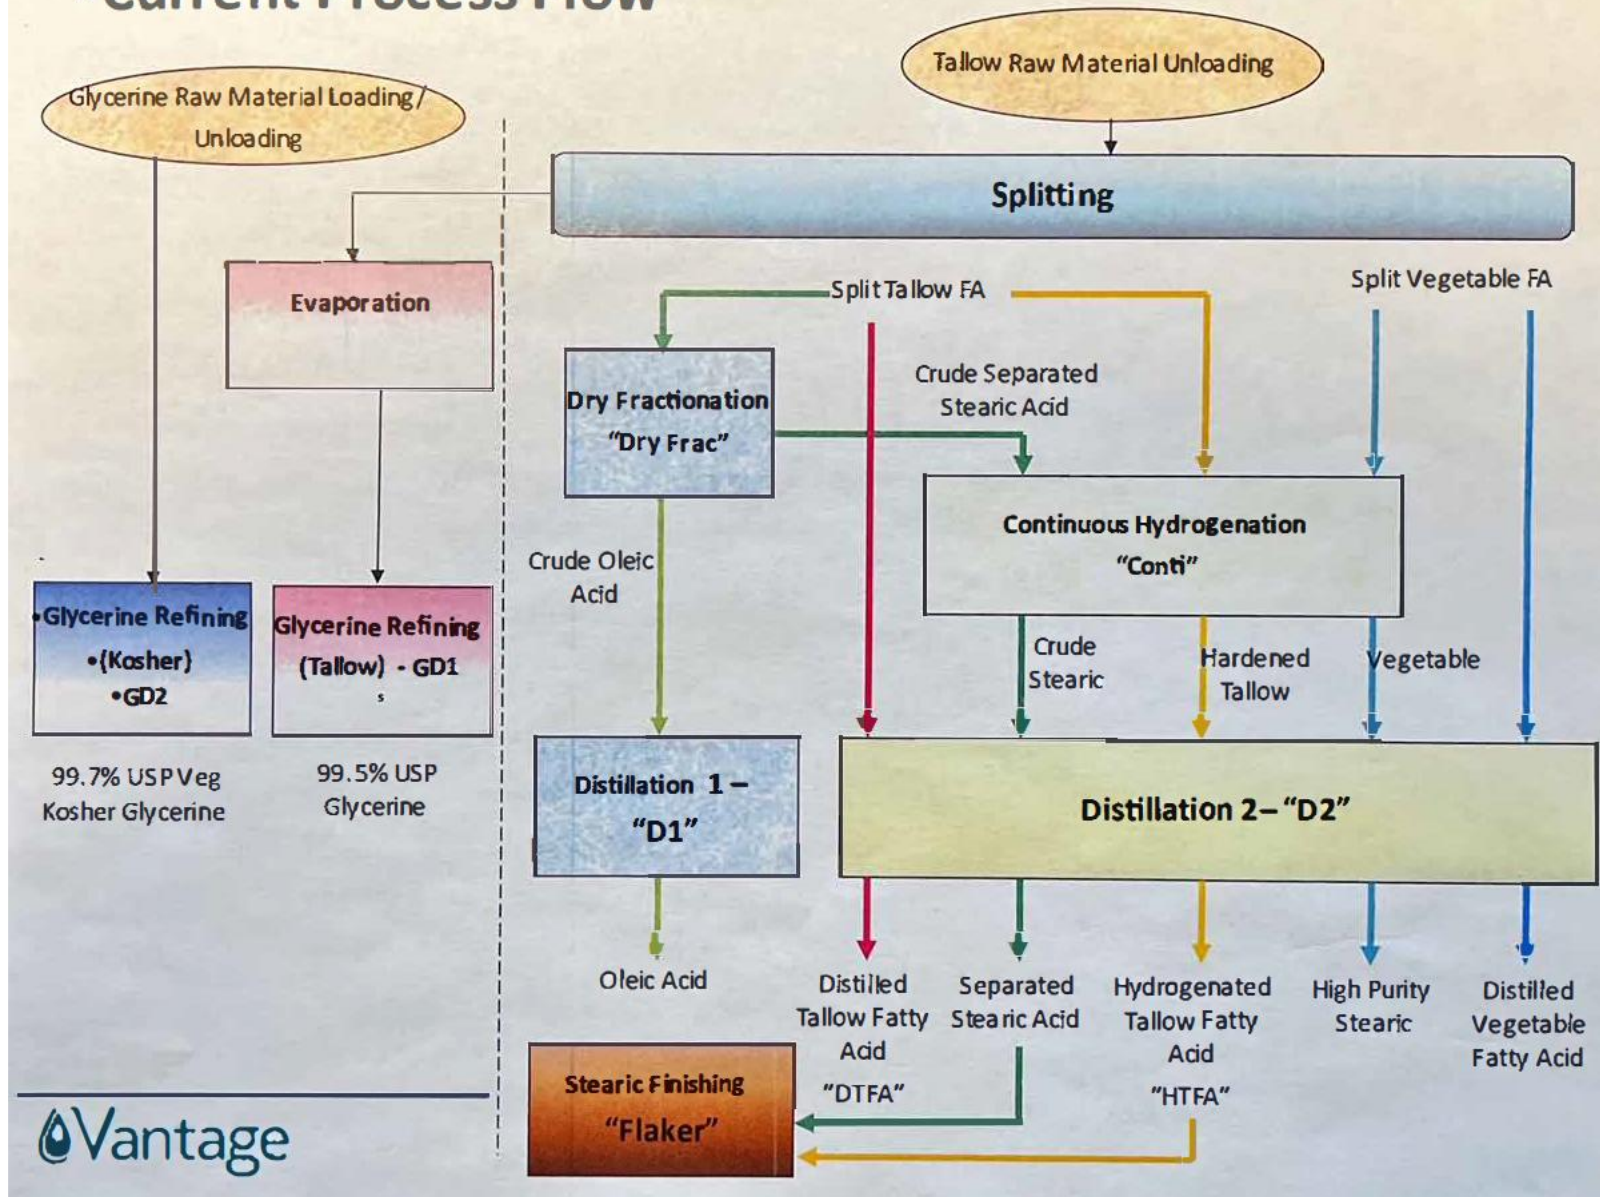 Current Process Flow
Tallow Raw Material Unloading
Glycerine Raw Material Loading/
Unloading
Splitting
Evaporation
Split Tallow FA
Split Vegetable FA
Crude Separated
Stearic Acid
Dry Fractionation
"Dry Frac"
Continuous Hydrogenation
"Conti"
Crude Oleic
Acid
•Glycerine Refining
•(Kosher)
•GD2
Glycerine Refining
(Tallow) - GD1
s
Crude
Stearic
Hardened
Tallow
Vegetable
99.7% USP Veg
Kosher Glycerine
99.5% USP
Glycerine
Distillation 1 –
"D1"
Distillation 2– "D2"
Oleic Acid
Distilled
Tallow Fatty
Acid
"DTFA"
Separated
Stearic Acid
Hydrogenated
Tallow Fatty
Acid
"HTFA"
High Purity
Stearic
Distilled
Vegetable
Fatty Acid
Stearic Finishing
"Flaker"
Vantage